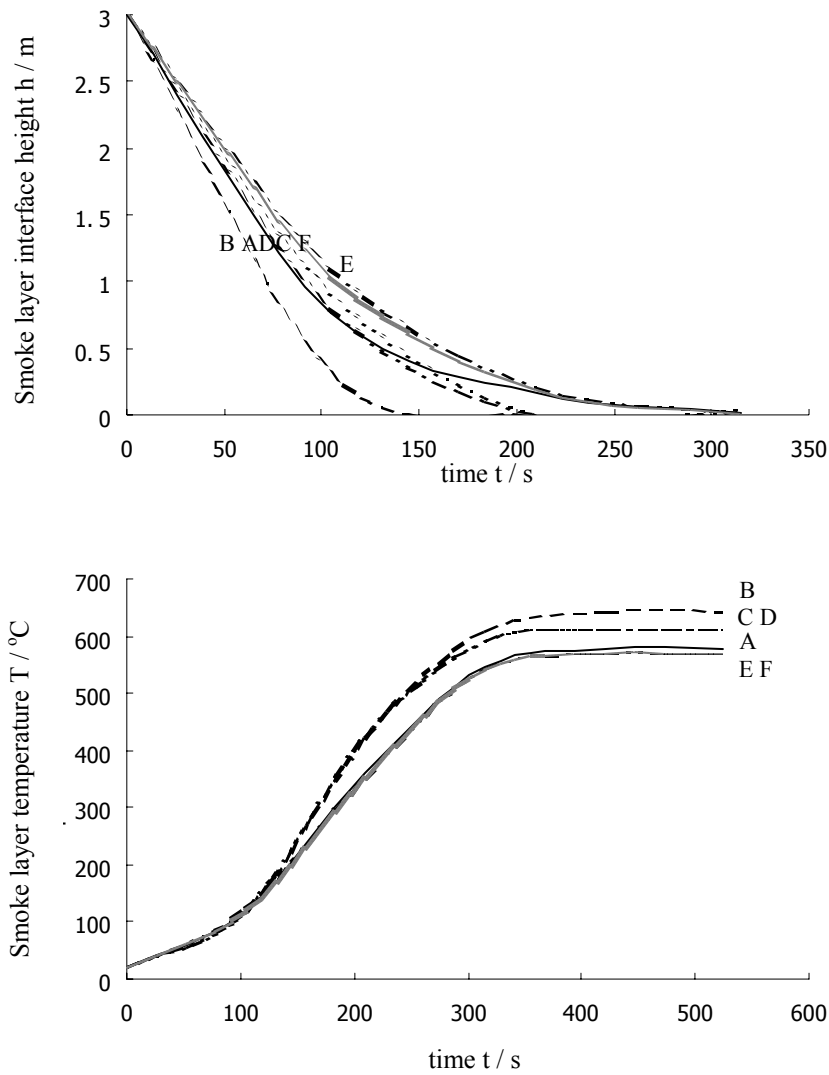 Smoke layer interface height h / m
3
2.5
2
1.5
1
0.5
0
B ADC F
E
0 50 100 150 200 250 300 350
time t / s
Smoke layer temperature T / ºC
700
600
500
400
300
200
100
0
B
C D
A
E F
0 100 200 300 400 500 600
time t / s